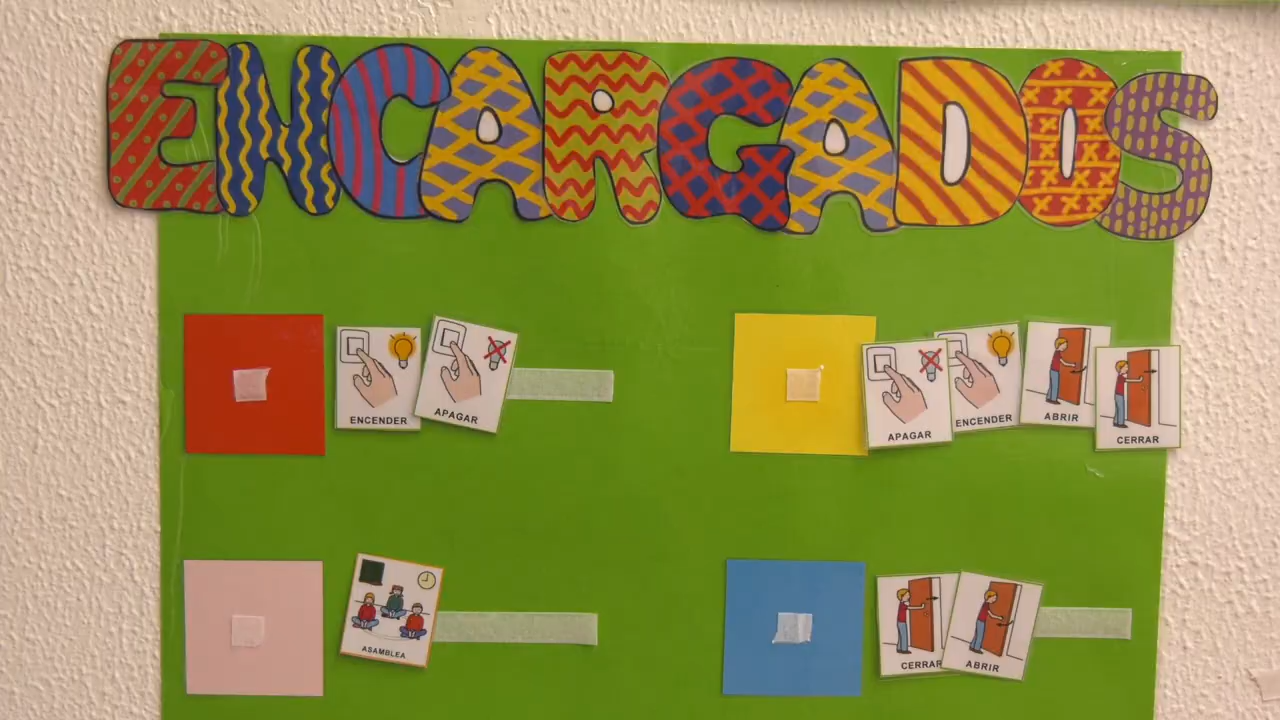 ENCARGADOS
ENCENDER
APAGAR
APAGAR
ENCENDER
ABRIR
CERRAR
ASAMBLEA
CERRAR
ABRIR